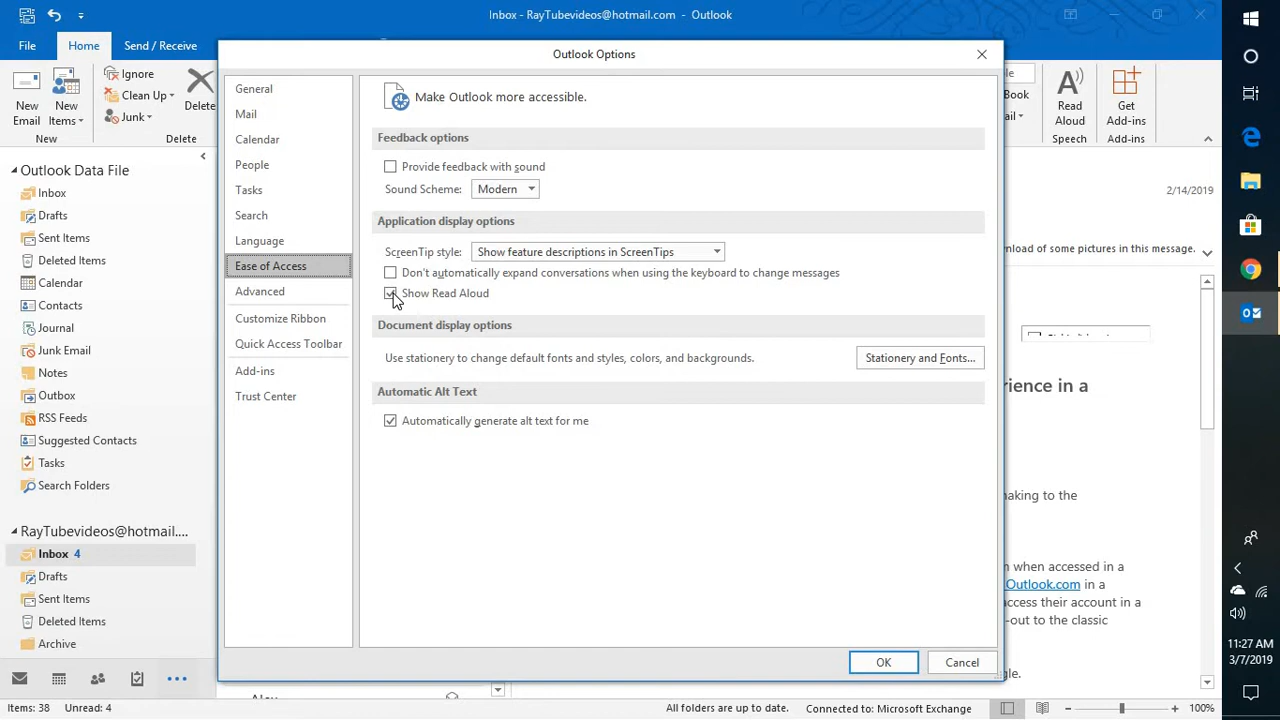 Inbox - RayTubevideos@hotmail.com - Outlook
File
Home
Send / Receive
New Email
New Items
New
Ignore
Clean Up
Junk
Delete
Delete
Book
Read Aloud
Speech
Get Add-ins
Add-ins
Outlook Options
General
Mail
Calendar
People
Tasks
Search
Language
Ease of Access
Advanced
Customize Ribbon
Quick Access Toolbar
Add-ins
Trust Center
Make Outlook more accessible.
Feedback options
Provide feedback with sound
Sound Scheme: Modern
Application display options
ScreenTip style: Show feature descriptions in ScreenTips
Don't automatically expand conversations when using the keyboard to change messages
Show Read Aloud
Document display options
Use stationery to change default fonts and styles, colors, and backgrounds.
Stationery and Fonts...
Automatic Alt Text
Automatically generate alt text for me
OK
Cancel
Outlook Data File
Inbox
Drafts
Sent Items
Deleted Items
Calendar
Contacts
Journal
Junk Email
Notes
Outbox
RSS Feeds
Suggested Contacts
Tasks
Search Folders
RayTubevideos@hotmail....
Inbox 4
Drafts
Sent Items
Deleted Items
Archive
2/14/2019
of some pictures in this message.
in a
to the
when accessed in a
Outlook.com in a
access their account in a
-out to the classic
Items: 38
Unread: 4
All folders are up to date.
Connected to: Microsoft Exchange
100%
11:27 AM
3/7/2019